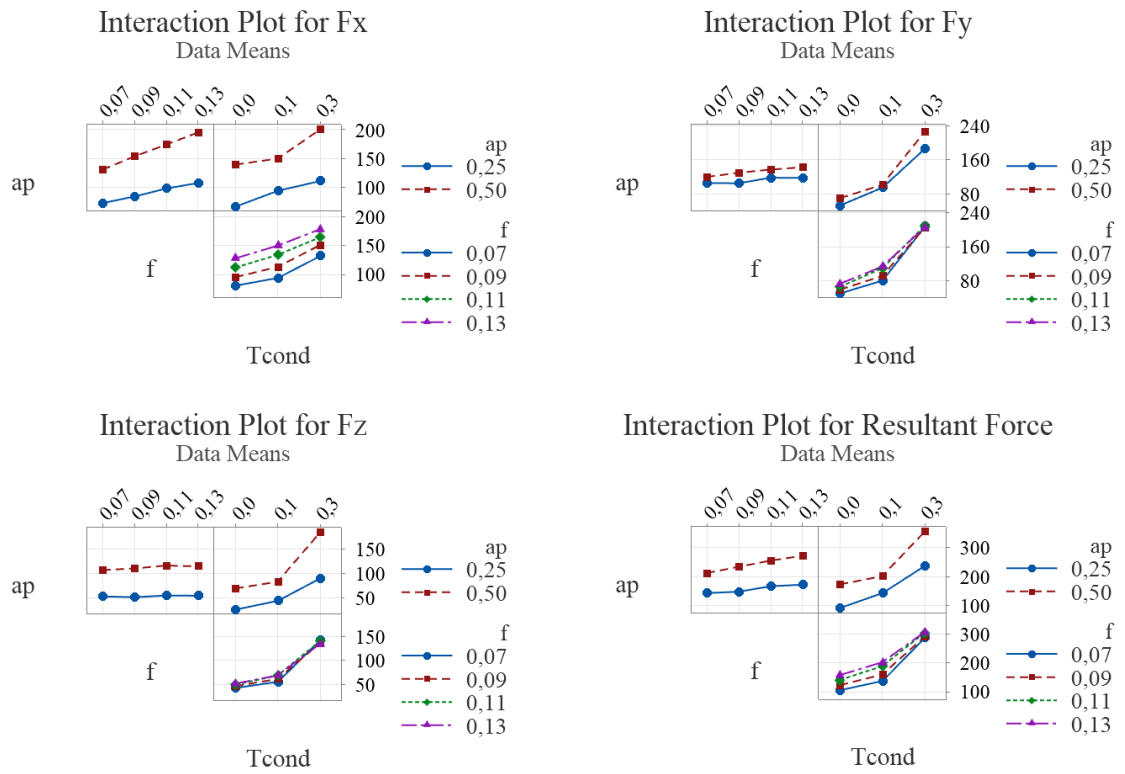 Interaction Plot for Fx
Data Means
0,07 0,09 0,11 0,13 0,0 0,1 0,3
200
150
100
ap
ap
0,25
0,50
200
150
100
f
f
0,07
0,09
0,11
0,13
Tcond
Interaction Plot for Fy
Data Means
0,07 0,09 0,11 0,13 0,0 0,1 0,3
240
160
80
ap
ap
0,25
0,50
240
160
80
f
f
0,07
0,09
0,11
0,13
Tcond
Interaction Plot for Fz
Data Means
0,07 0,09 0,11 0,13 0,0 0,1 0,3
150
100
50
ap
ap
0,25
0,50
150
100
50
f
f
0,07
0,09
0,11
0,13
Tcond
Interaction Plot for Resultant Force
Data Means
0,07 0,09 0,11 0,13 0,0 0,1 0,3
300
200
100
ap
ap
0,25
0,50
300
200
100
f
f
0,07
0,09
0,11
0,13
Tcond